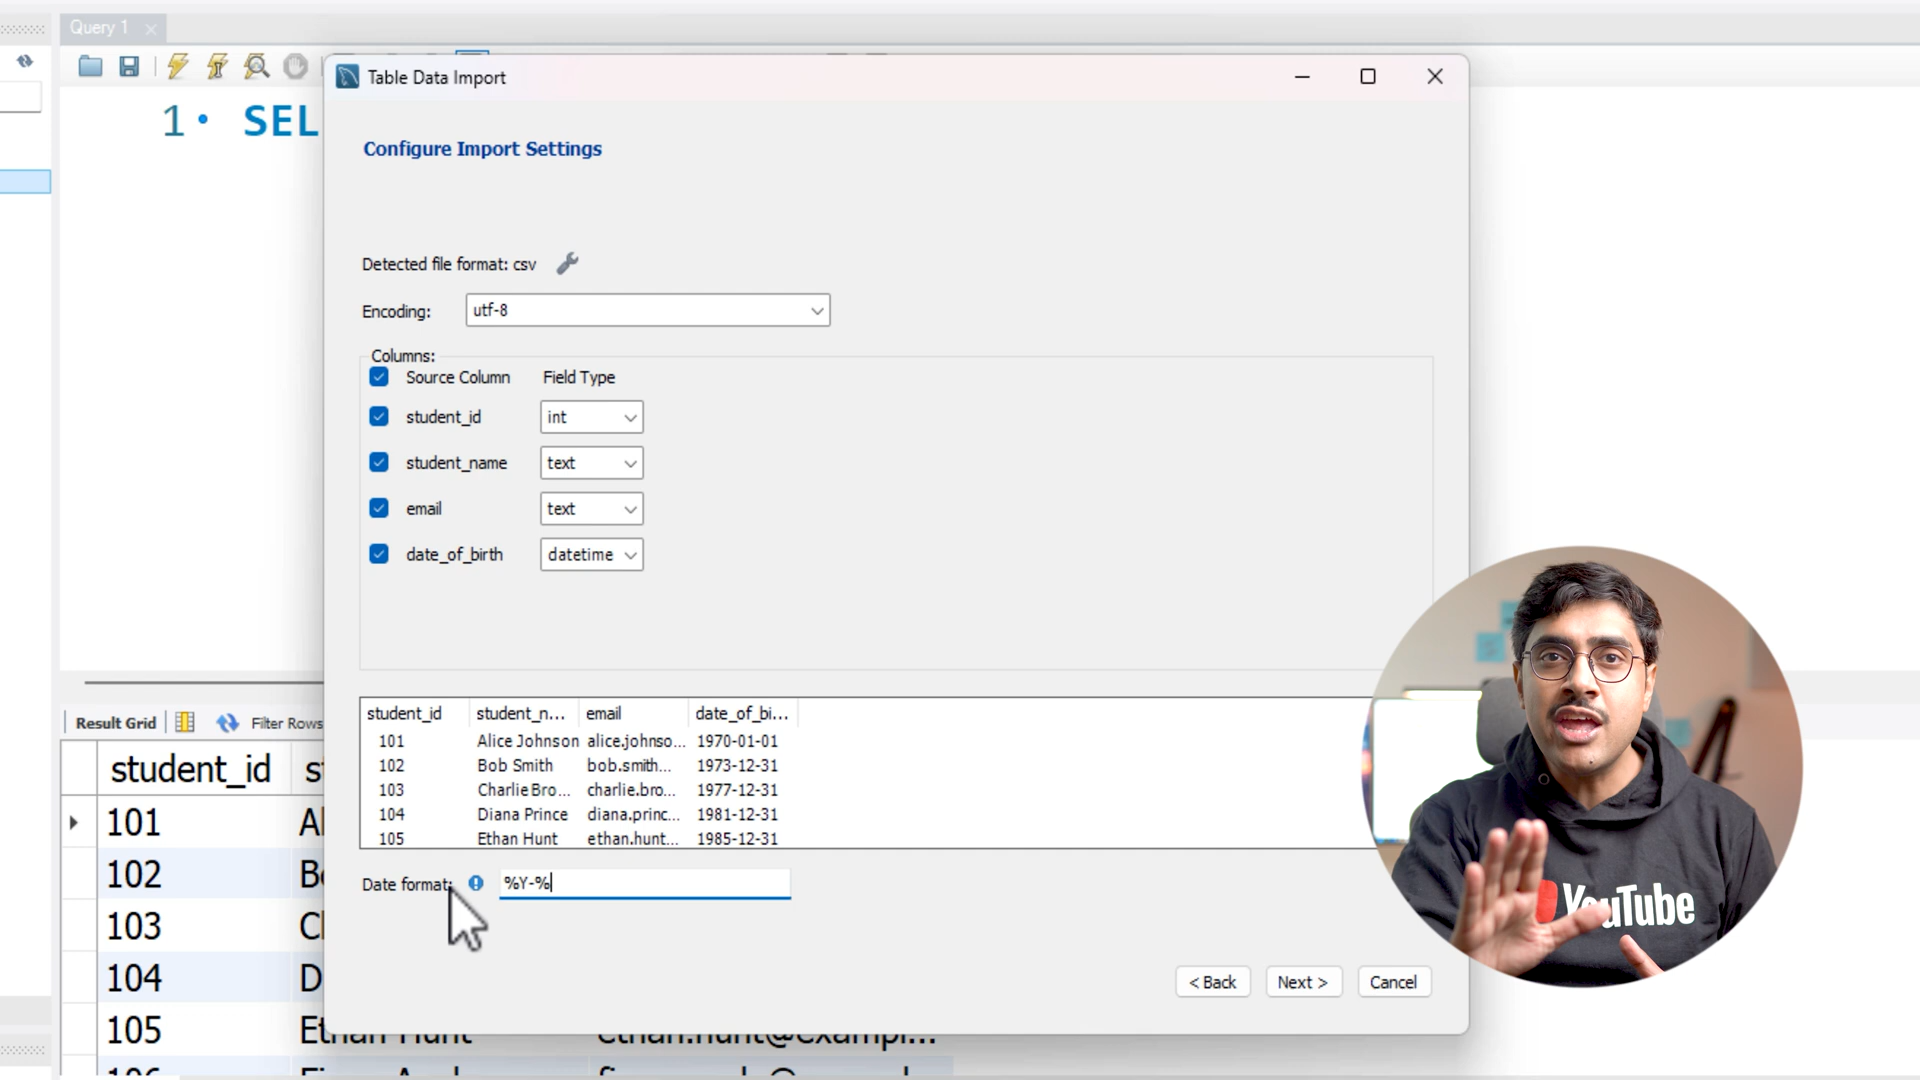 Query 1
Table Data Import
1 SEL
Configure Import Settings
Detected file format: csv
Encoding: utf-8
Columns:
Source Column Field Type
student_id int
student_name text
email text
date_of_birth datetime
student_id student_n... email date_of_bi...
101 Alice Johnson alice.johnso... 1970-01-01
102 Bob Smith bob.smith... 1973-12-31
103 Charlie Bro... charlie.bro... 1977-12-31
104 Diana Prince diana.princ... 1981-12-31
105 Ethan Hunt ethan.hunt... 1985-12-31
Date format: %Y-%
< Back Next > Cancel
Result Grid Filter Rows
student_id
101 Al
102 Bo
103 Cl
104 D
105
YouTube